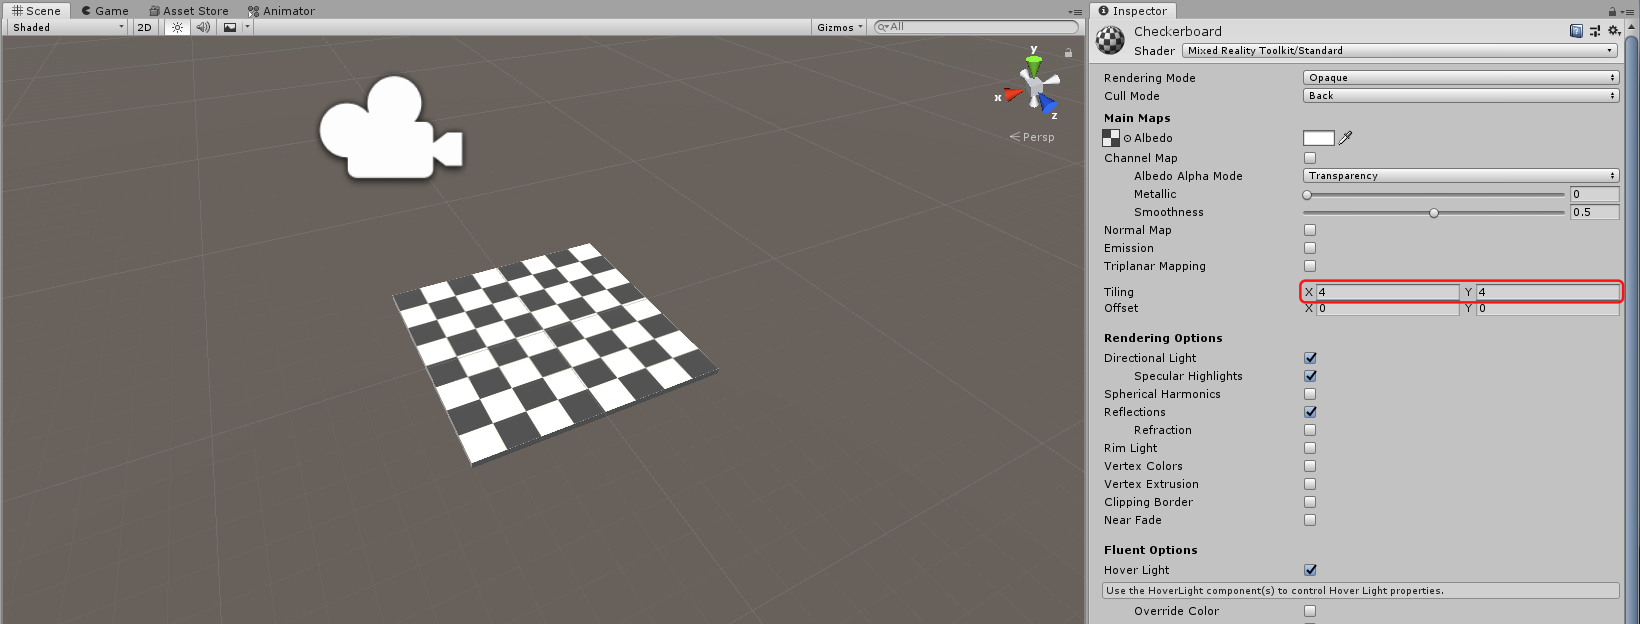 Scene Game Asset Store Animator
Shaded 2D Gizmos All
y
x
z
Persp
Inspector
Checkerboard
Shader Mixed Reality Toolkit/Standard
Rendering Mode Opaque
Cull Mode Back
Main Maps
Albedo
Channel Map
Albedo Alpha Mode Transparency
Metallic 0
Smoothness 0.5
Normal Map
Emission
Triplanar Mapping
Tiling X 4 Y 4
Offset X 0 Y 0
Rendering Options
Directional Light
Specular Highlights
Spherical Harmonics
Reflections
Refraction
Rim Light
Vertex Colors
Vertex Extrusion
Clipping Border
Near Fade
Fluent Options
Hover Light
Use the HoverLight component(s) to control Hover Light properties.
Override Color